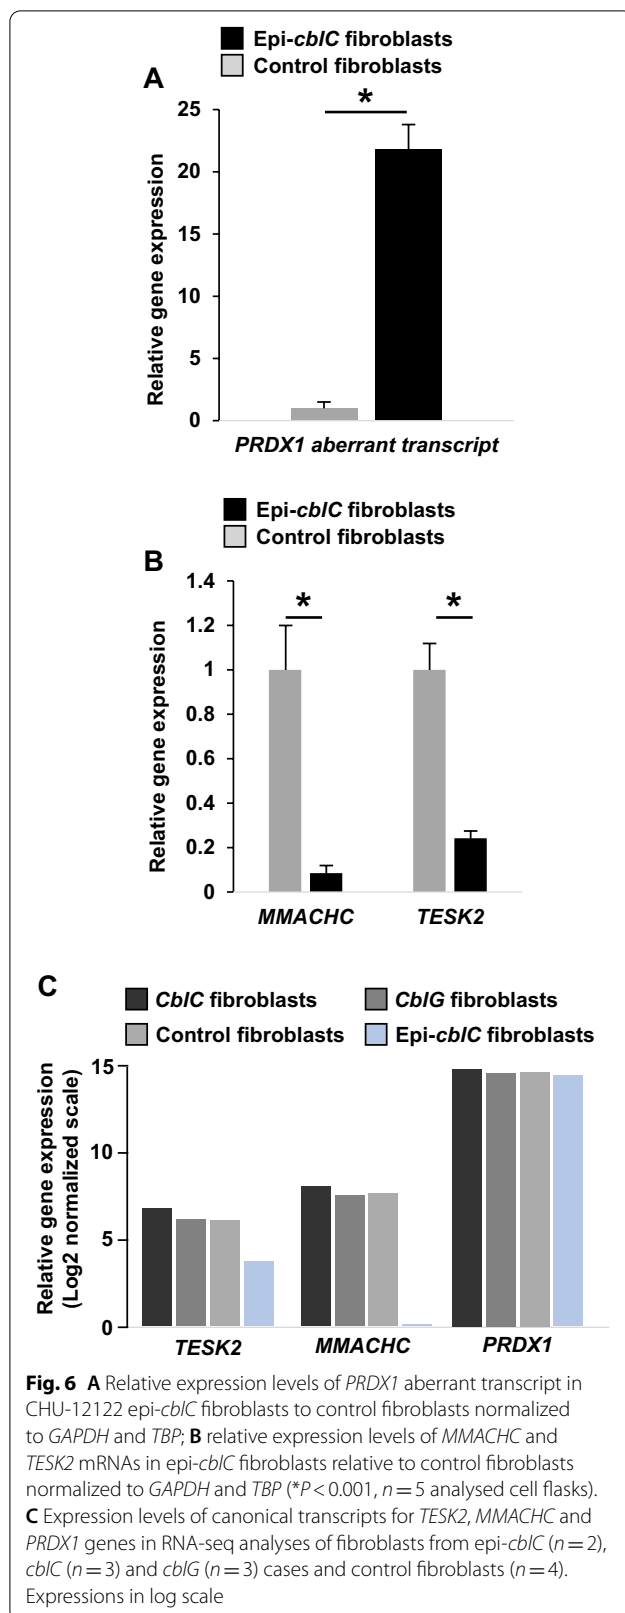 Epi-cblC fibroblasts
Control fibroblasts
A
*
Relative gene expression
25
20
15
10
5
0
PRDX1 aberrant transcript
Epi-cblC fibroblasts
Control fibroblasts
B
Relative gene expression
1.4
1.2
1
0.8
0.6
0.4
0.2
0
*
*
MMACHC
TESK2
C
CblC fibroblasts
CblG fibroblasts
Control fibroblasts
Epi-cblC fibroblasts
Relative gene expression
(Log2 normalized scale)
15
10
5
0
TESK2
MMACHC
PRDX1
Fig. 6 A Relative expression levels of PRDX1 aberrant transcript in
CHU-12122 epi-cblC fibroblasts to control fibroblasts normalized
to GAPDH and TBP; B relative expression levels of MMACHC and
TESK2 mRNAs in epi-cblC fibroblasts relative to control fibroblasts
normalized to GAPDH and TBP (*P < 0.001, n = 5 analysed cell flasks).
C Expression levels of canonical transcripts for TESK2, MMACHC and
PRDX1 genes in RNA-seq analyses of fibroblasts from epi-cblC (n = 2),
cblC (n = 3) and cblG (n = 3) cases and control fibroblasts (n = 4).
Expressions in log scale